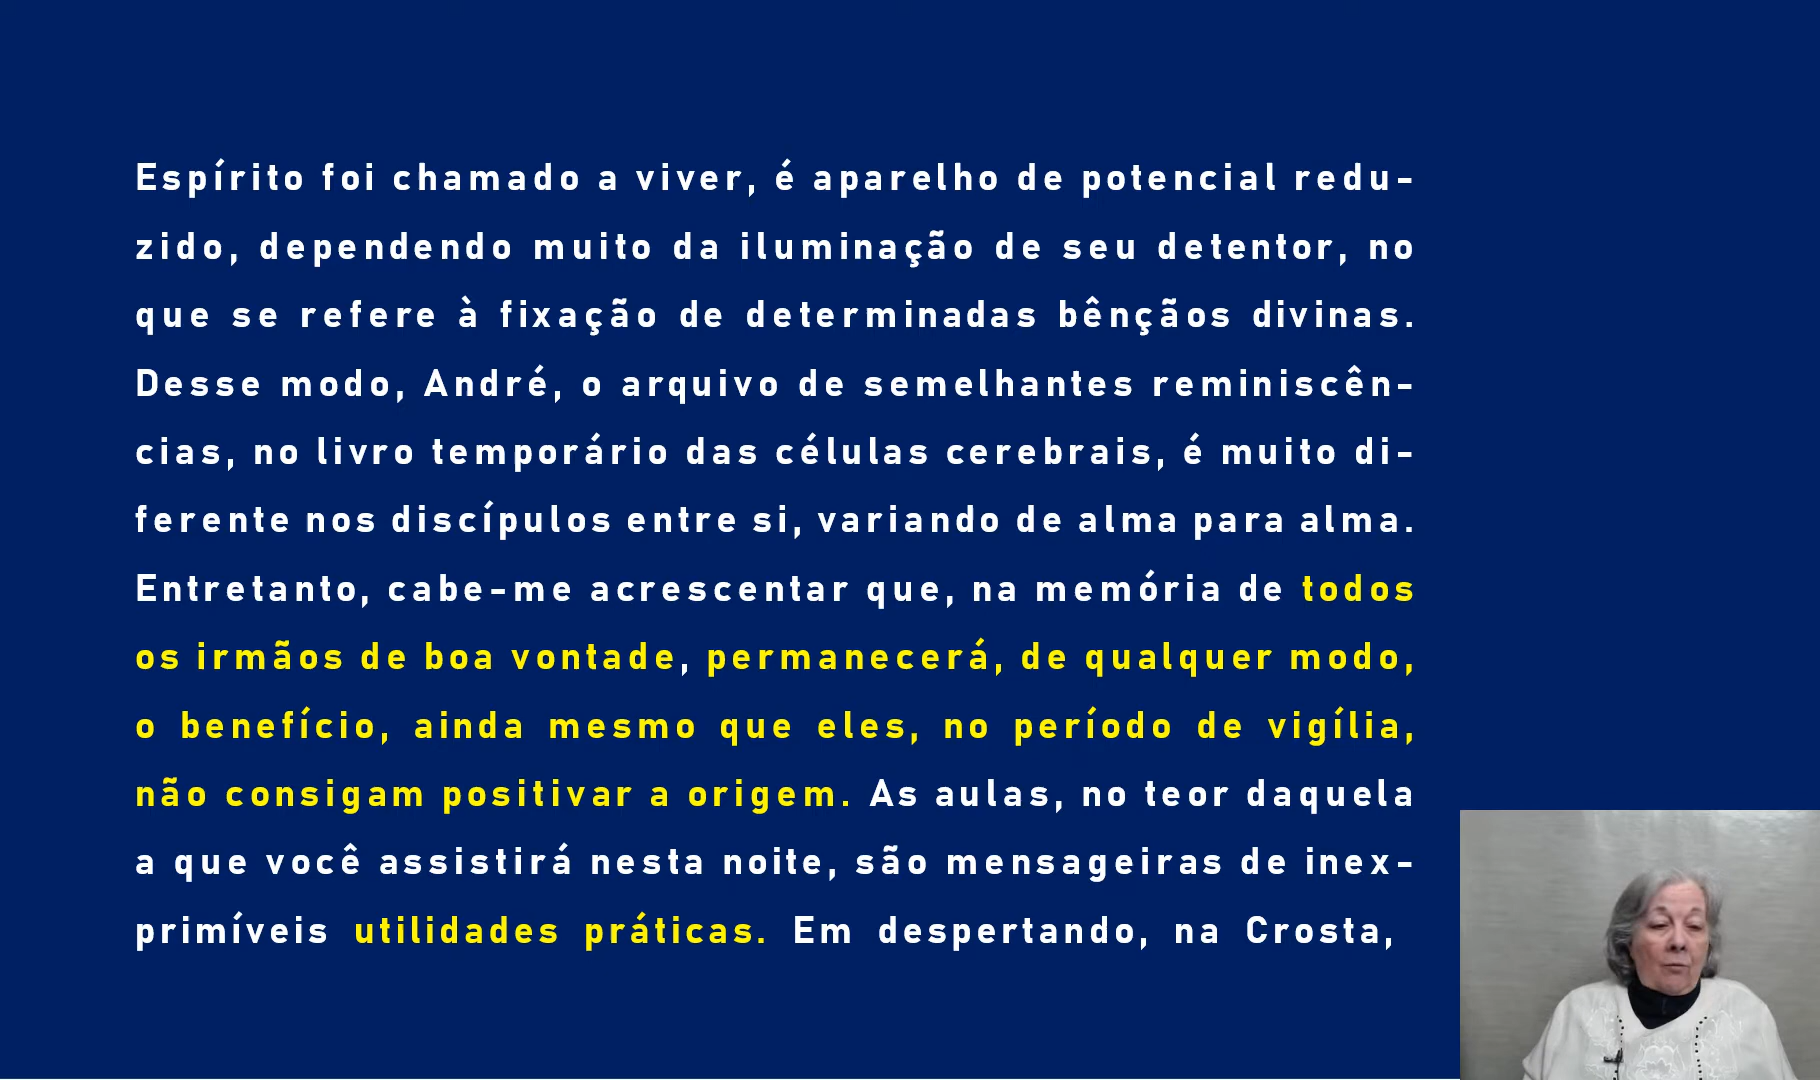 Espírito foi chamado a viver, é aparelho de potencial redu-
zido, dependendo muito da iluminação de seu detentor, no
que se refere à fixação de determinadas bênçãos divinas.
Desse modo, André, o arquivo de semelhantes reminiscên-
cias, no livro temporário das células cerebrais, é muito di-
ferente nos discípulos entre si, variando de alma para alma.
Entretanto, cabe-me acrescentar que, na memória de todos
os irmãos de boa vontade, permanecerá, de qualquer modo,
o benefício, ainda mesmo que eles, no período de vigília,
não consigam positivar a origem. As aulas, no teor daquela
a que você assistirá nesta noite, são mensageiras de inex-
primíveis utilidades práticas. Em despertando, na Crosta,